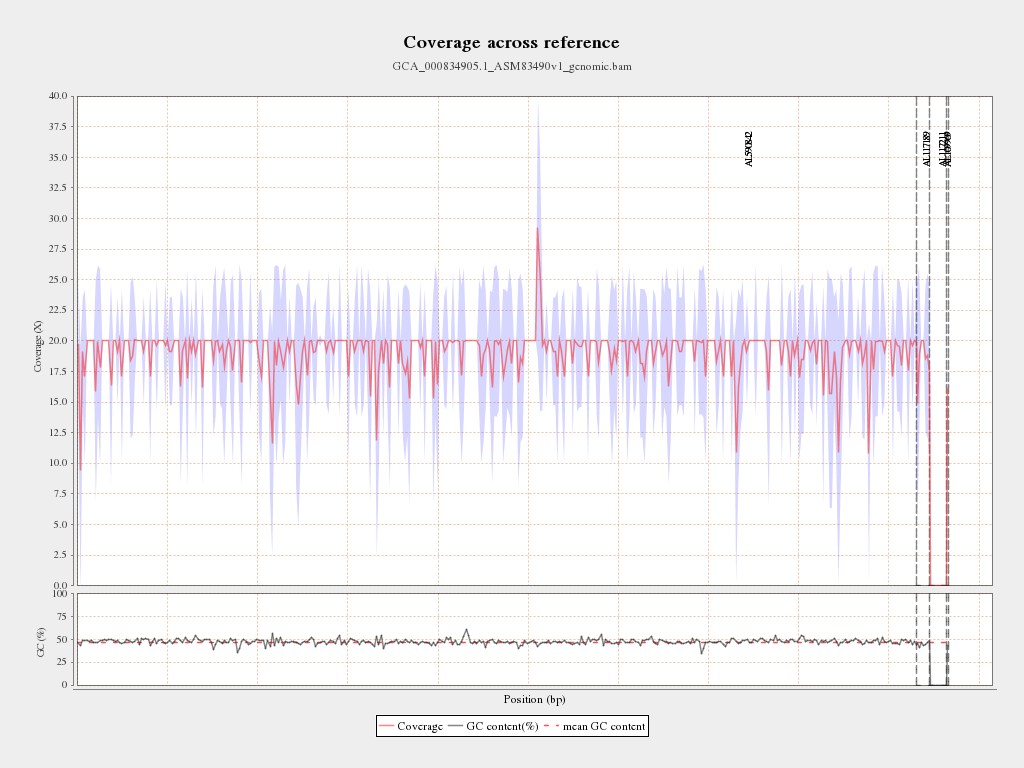 Coverage across reference
GCA_000834905.1_ASM83490v1_genomic.bam
40.0
37.5
35.0
32.5
30.0
27.5
25.0
22.5
20.0
17.5
15.0
12.5
10.0
7.5
5.0
2.5
0.0
Coverage (X)
AL590842
AL117189
AL117211
100
75
50
25
0
GC (%)
Position (bp)
Coverage GC content(%) mean GC content